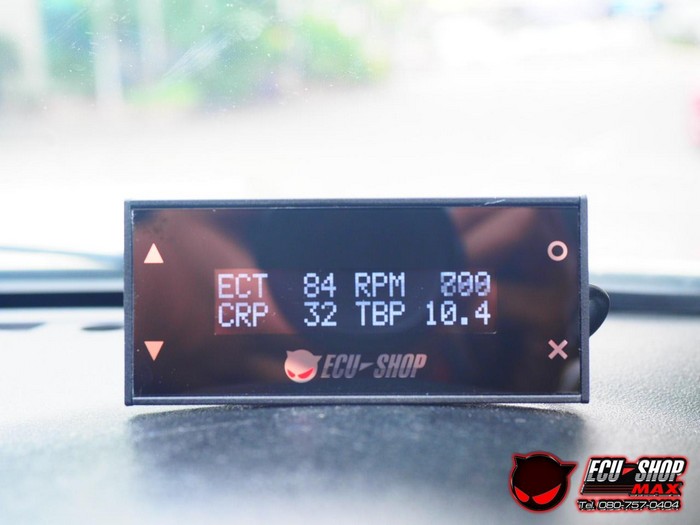 ECT 84 RPM 800
CRP 32 TBP 10.4
ECU-SHOP
ECU-SHOP
MAX
Tel. 080-757-0404